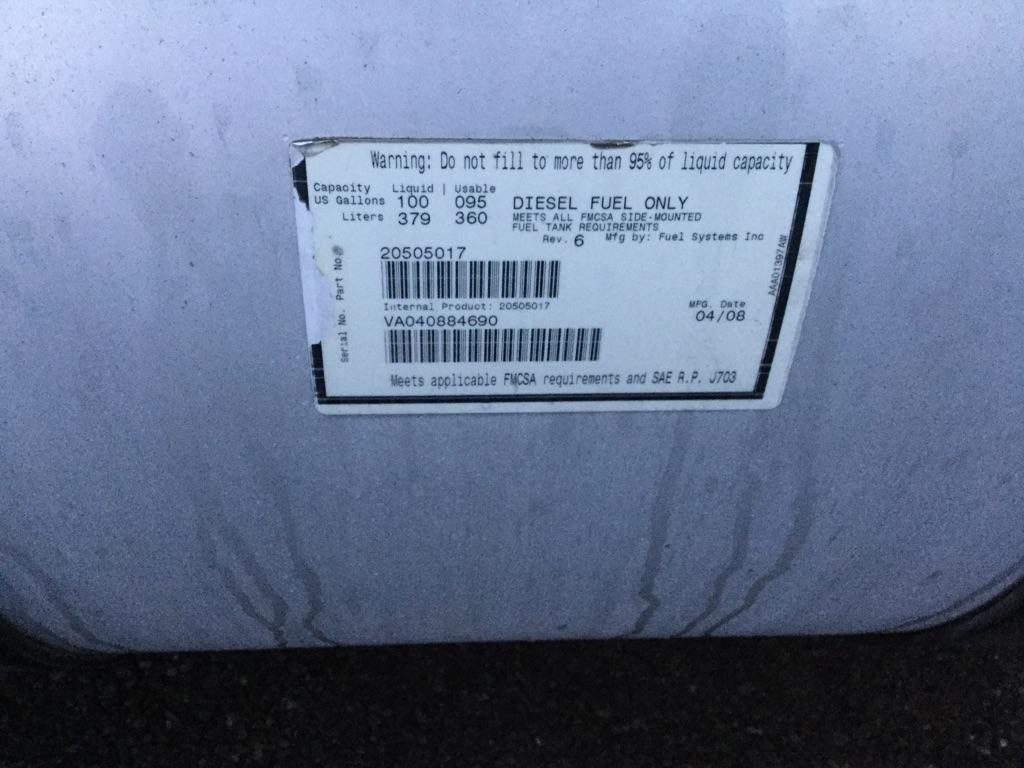 Warning: Do not fill to more than 95% of liquid capacity
Capacity Liquid | Usable
US Gallons 100 095
Liters 379 360
DIESEL FUEL ONLY
MEETS ALL FMCSA SIDE-MOUNTED
FUEL TANK REQUIREMENTS
Rev. 6 Mfg by: Fuel Systems Inc
Part No.
20505017
Internal Product: 20505017
Serial No.
VA040884690
MFG. Date
04/08
AAA01397AW
Meets applicable FMCSA requirements and SAE R.P. J703